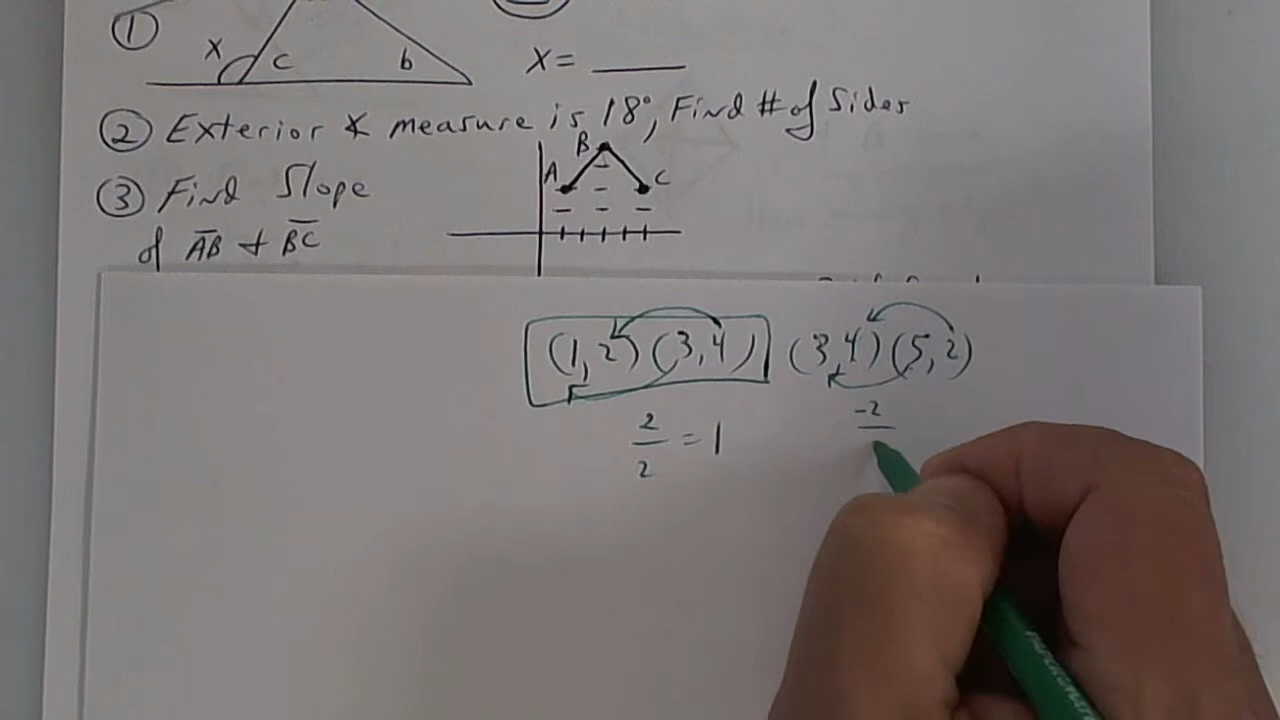 ①
x c b x = ____
② Exterior ∡ measure is 18°, Find # of Sides
③ Find Slope
of AB + BC
A B C
(1, 2) (3, 4) (3, 4) (5, 2)
2/2 = 1
-2/
PAPERMATE